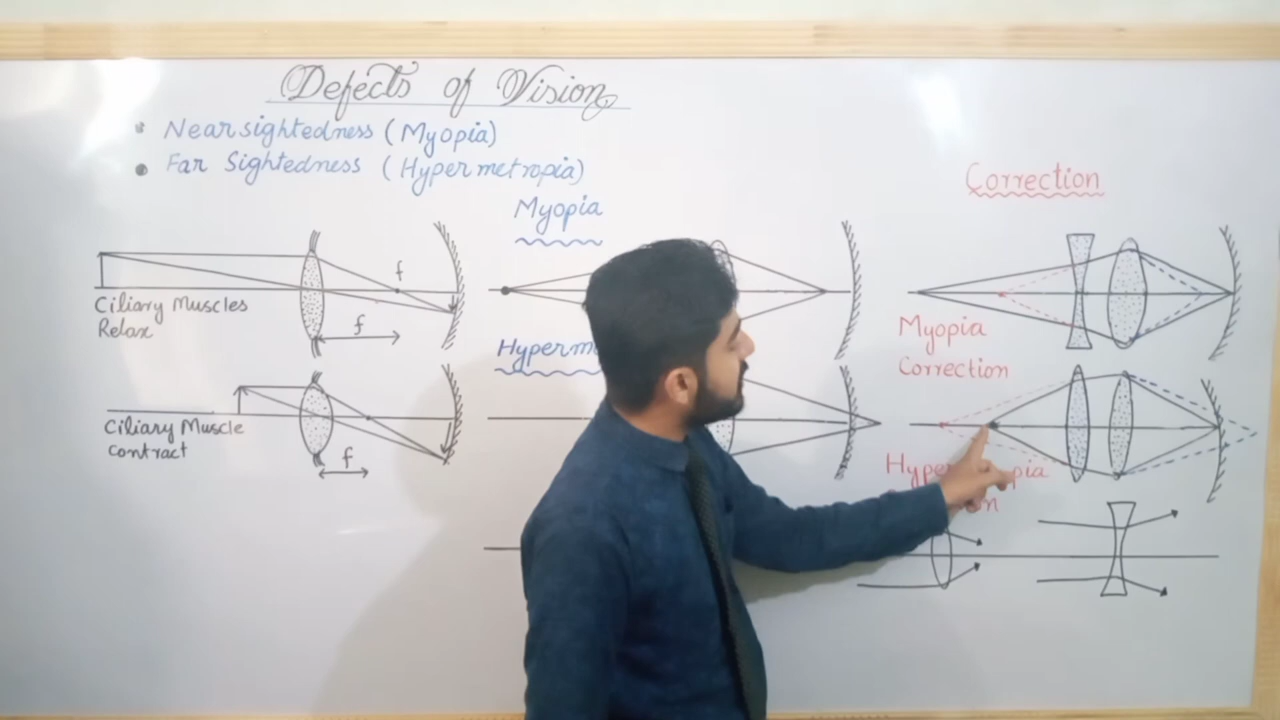 Defects of Vision
Nearsightedness (Myopia)
Far Sightedness (Hypermetropia)
Correction
Myopia
f
Ciliary Muscles
Relax
f
Myopia
Correction
Ciliary Muscle
contract
f